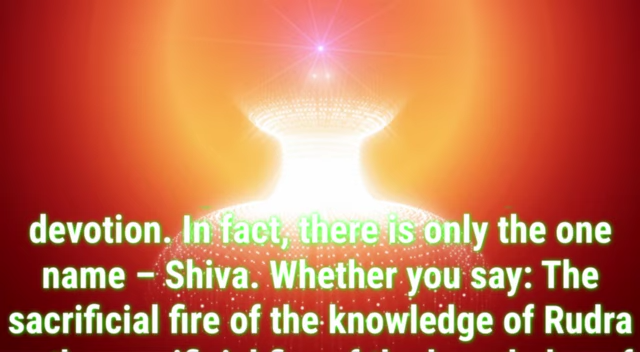 devotion. In fact, there is only the one
name – Shiva. Whether you say: The
sacrificial fire of the knowledge of Rudra